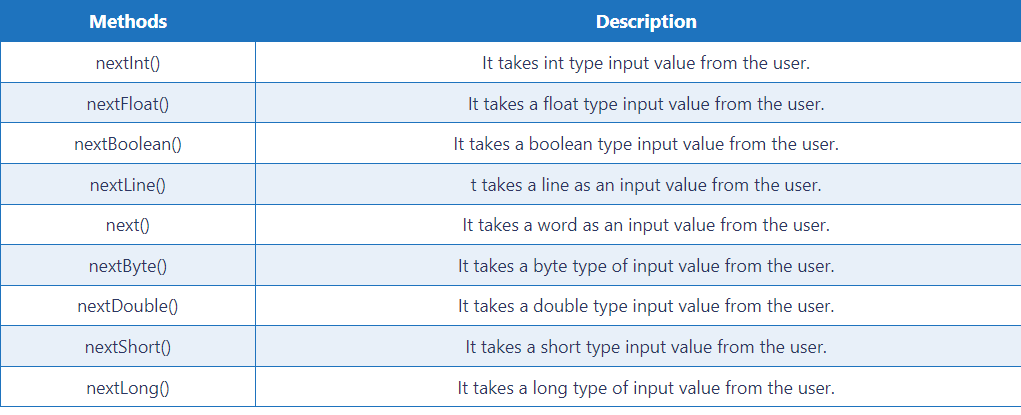 Methods Description
nextInt() It takes int type input value from the user.
nextFloat() It takes a float type input value from the user.
nextBoolean() It takes a boolean type input value from the user.
nextLine() t takes a line as an input value from the user.
next() It takes a word as an input value from the user.
nextByte() It takes a byte type of input value from the user.
nextDouble() It takes a double type input value from the user.
nextShort() It takes a short type input value from the user.
nextLong() It takes a long type of input value from the user.